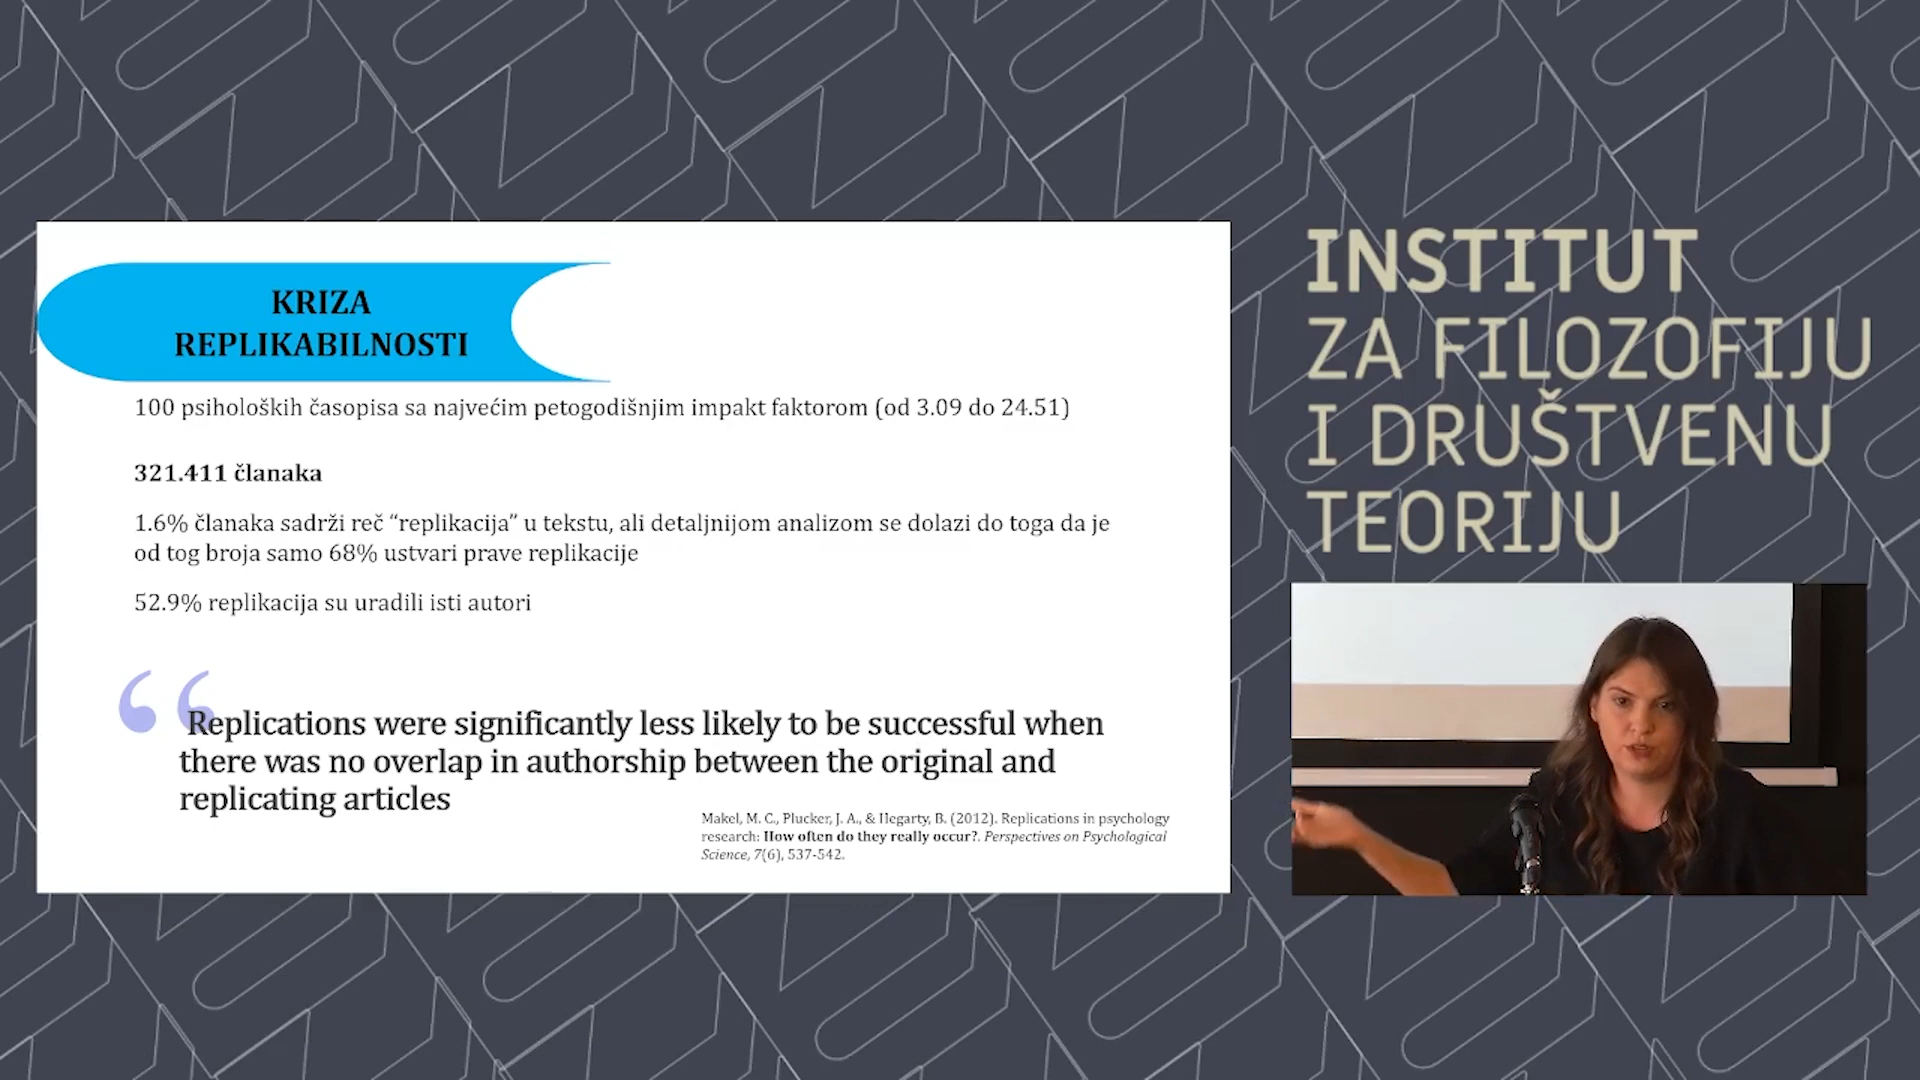 KRIZA
REPLIKABILNOSTI
100 psiholoških časopisa sa najvećim petogodišnjim impakt faktorom (od 3.09 do 24.51)
321.411 članaka
1.6% članaka sadrži reč “replikacija” u tekstu, ali detaljnijom analizom se dolazi do toga da je
od tog broja samo 68% ustvari prave replikacije
52.9% replikacija su uradili isti autori
“ Replications were significantly less likely to be successful when
there was no overlap in authorship between the original and
replicating articles
Makel, M. C., Plucker, J. A., & Hegarty, B. (2012). Replications in psychology
research: How often do they really occur?. Perspectives on Psychological
Science, 7(6), 537-542.
INSTITUT
ZA FILOZOFIJU
I DRUŠTVENU
TEORIJU